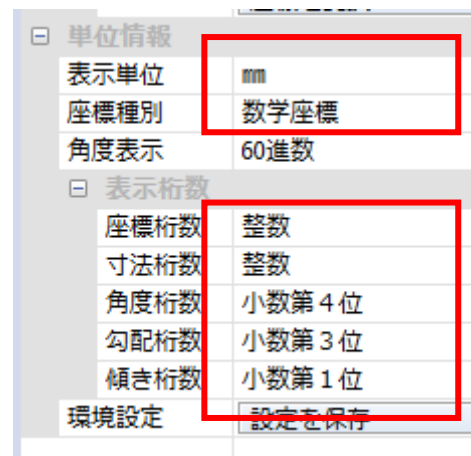 単位情報
表示単位 ㎜
座標種別 数学座標
角度表示 60進数
表示桁数
座標桁数 整数
寸法桁数 整数
角度桁数 小数第４位
勾配桁数 小数第３位
傾き桁数 小数第１位
環境設定 設定を保存